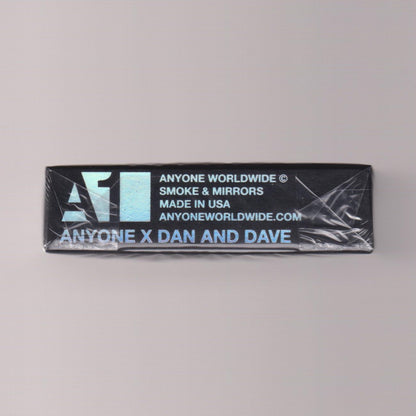 A1
ANYONE WORLDWIDE ©
SMOKE & MIRRORS
MADE IN USA
ANYONEWORLDWIDE.COM
ANYONE X DAN AND DAVE